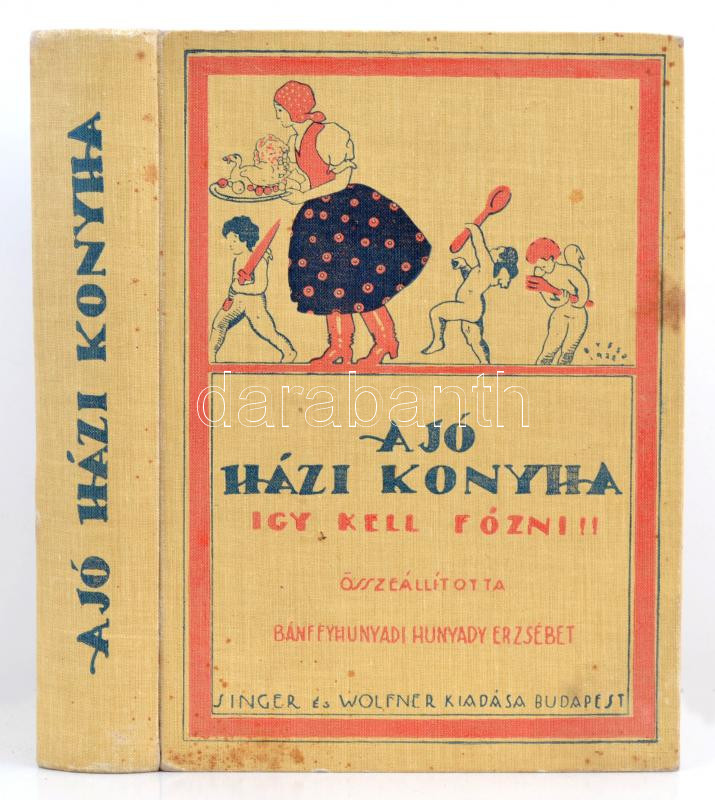 A JÓ HÁZI KONYHA
A JÓ
HÁZI KONYHA
IGY KELL FŐZNI!!
ÖSSZEÁLLÍTOTTA
BÁNFFYHUNYADI HUNYADY ERZSÉBET
SINGER és WOLFNER KIADÁSA BUDAPEST
darabanth